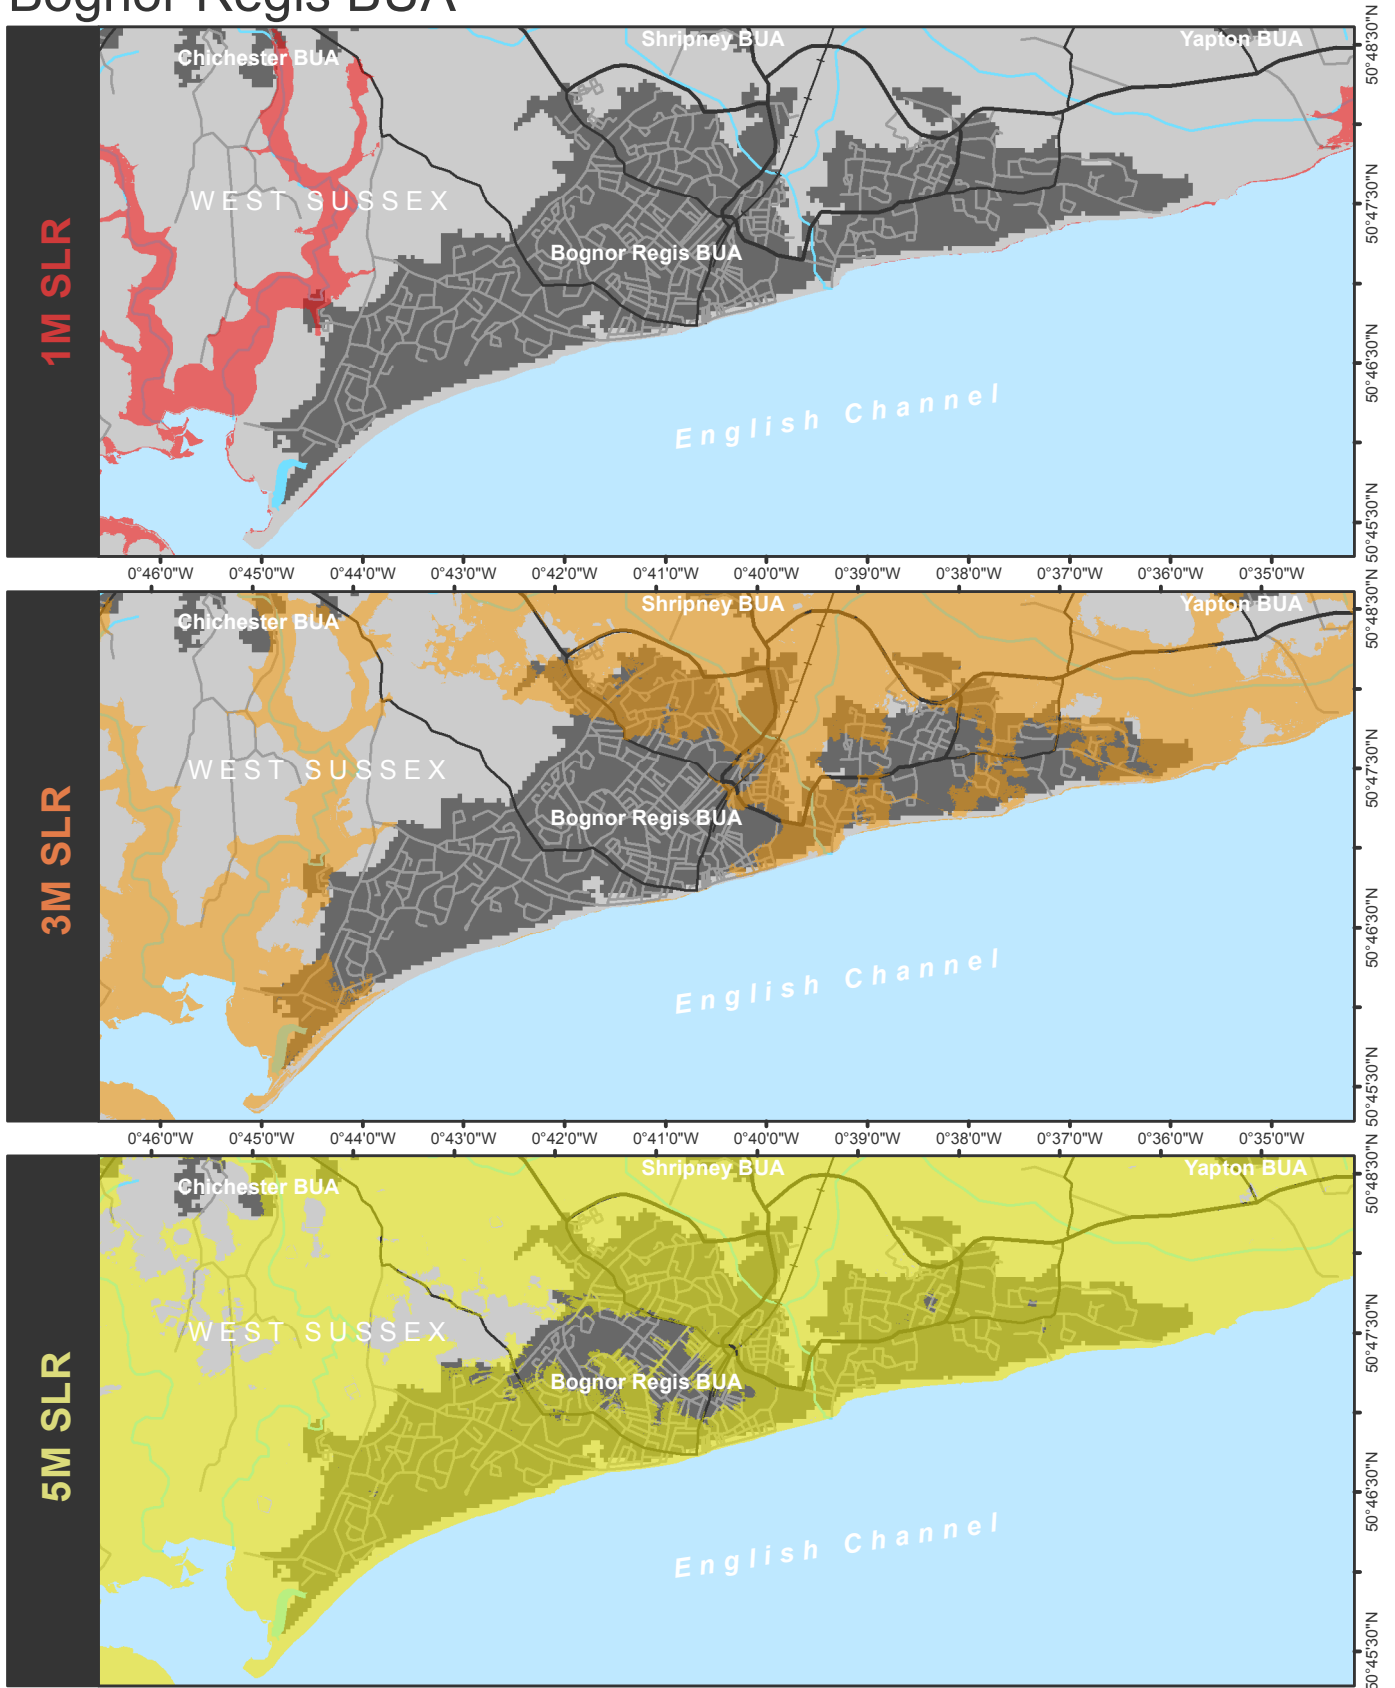 Bognor Regis BUA
1M SLR
Chichester BUA
Shripney BUA
Yapton BUA
WEST SUSSEX
Bognor Regis BUA
English Channel
50°48'30"N
50°47'30"N
50°46'30"N
50°45'30"N
0°46'0"W 0°45'0"W 0°44'0"W 0°43'0"W 0°42'0"W 0°41'0"W 0°40'0"W 0°39'0"W 0°38'0"W 0°37'0"W 0°36'0"W 0°35'0"W
3M SLR
Chichester BUA
Shripney BUA
Yapton BUA
WEST SUSSEX
Bognor Regis BUA
English Channel
50°48'30"N
50°47'30"N
50°46'30"N
50°45'30"N
0°46'0"W 0°45'0"W 0°44'0"W 0°43'0"W 0°42'0"W 0°41'0"W 0°40'0"W 0°39'0"W 0°38'0"W 0°37'0"W 0°36'0"W 0°35'0"W
5M SLR
Chichester BUA
Shripney BUA
Yapton BUA
WEST SUSSEX
Bognor Regis BUA
English Channel
50°48'30"N
50°47'30"N
50°46'30"N
50°45'30"N